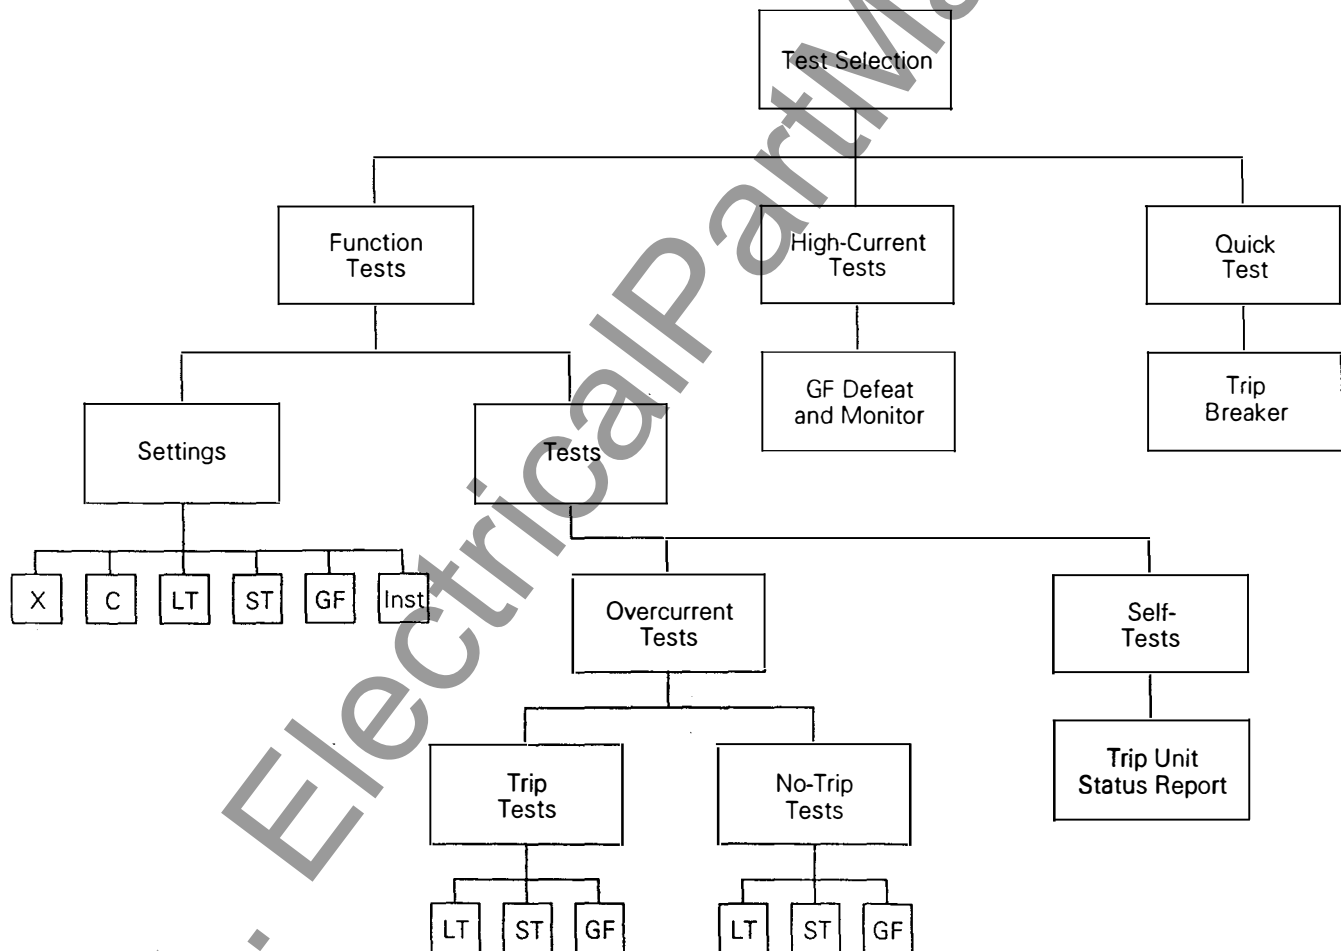 Test Selection
Function
Tests
High-Current
Tests
Quick
Test
GF Defeat
and Monitor
Trip
Breaker
Settings
Tests
X
C
LT
ST
GF
Inst
Overcurrent
Tests
Self-
Tests
Trip
Tests
No-Trip
Tests
Trip Unit
Status Report
LT
ST
GF
LT
ST
GF
. ElectricalPartMa